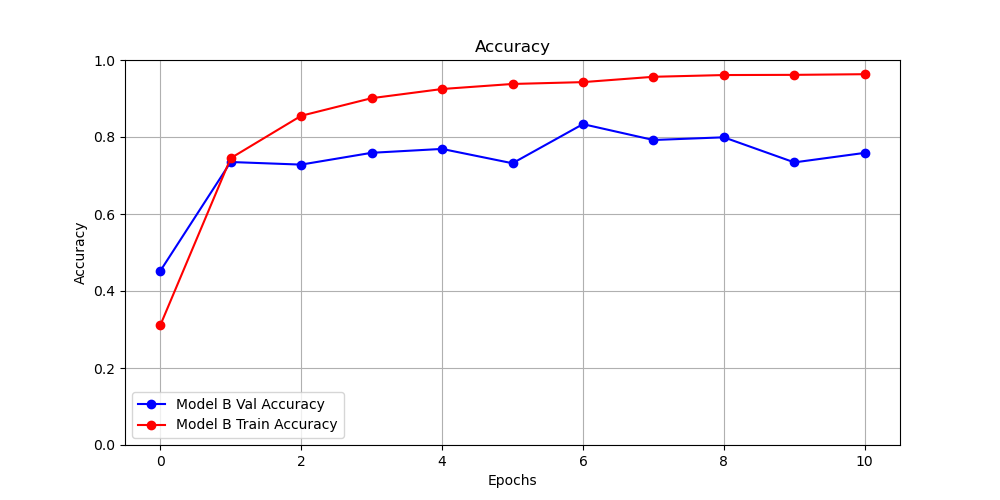 Accuracy
1.0
0.8
0.6
0.4
0.2
0.0
Accuracy
Model B Val Accuracy
Model B Train Accuracy
0 2 4 6 8 10
Epochs